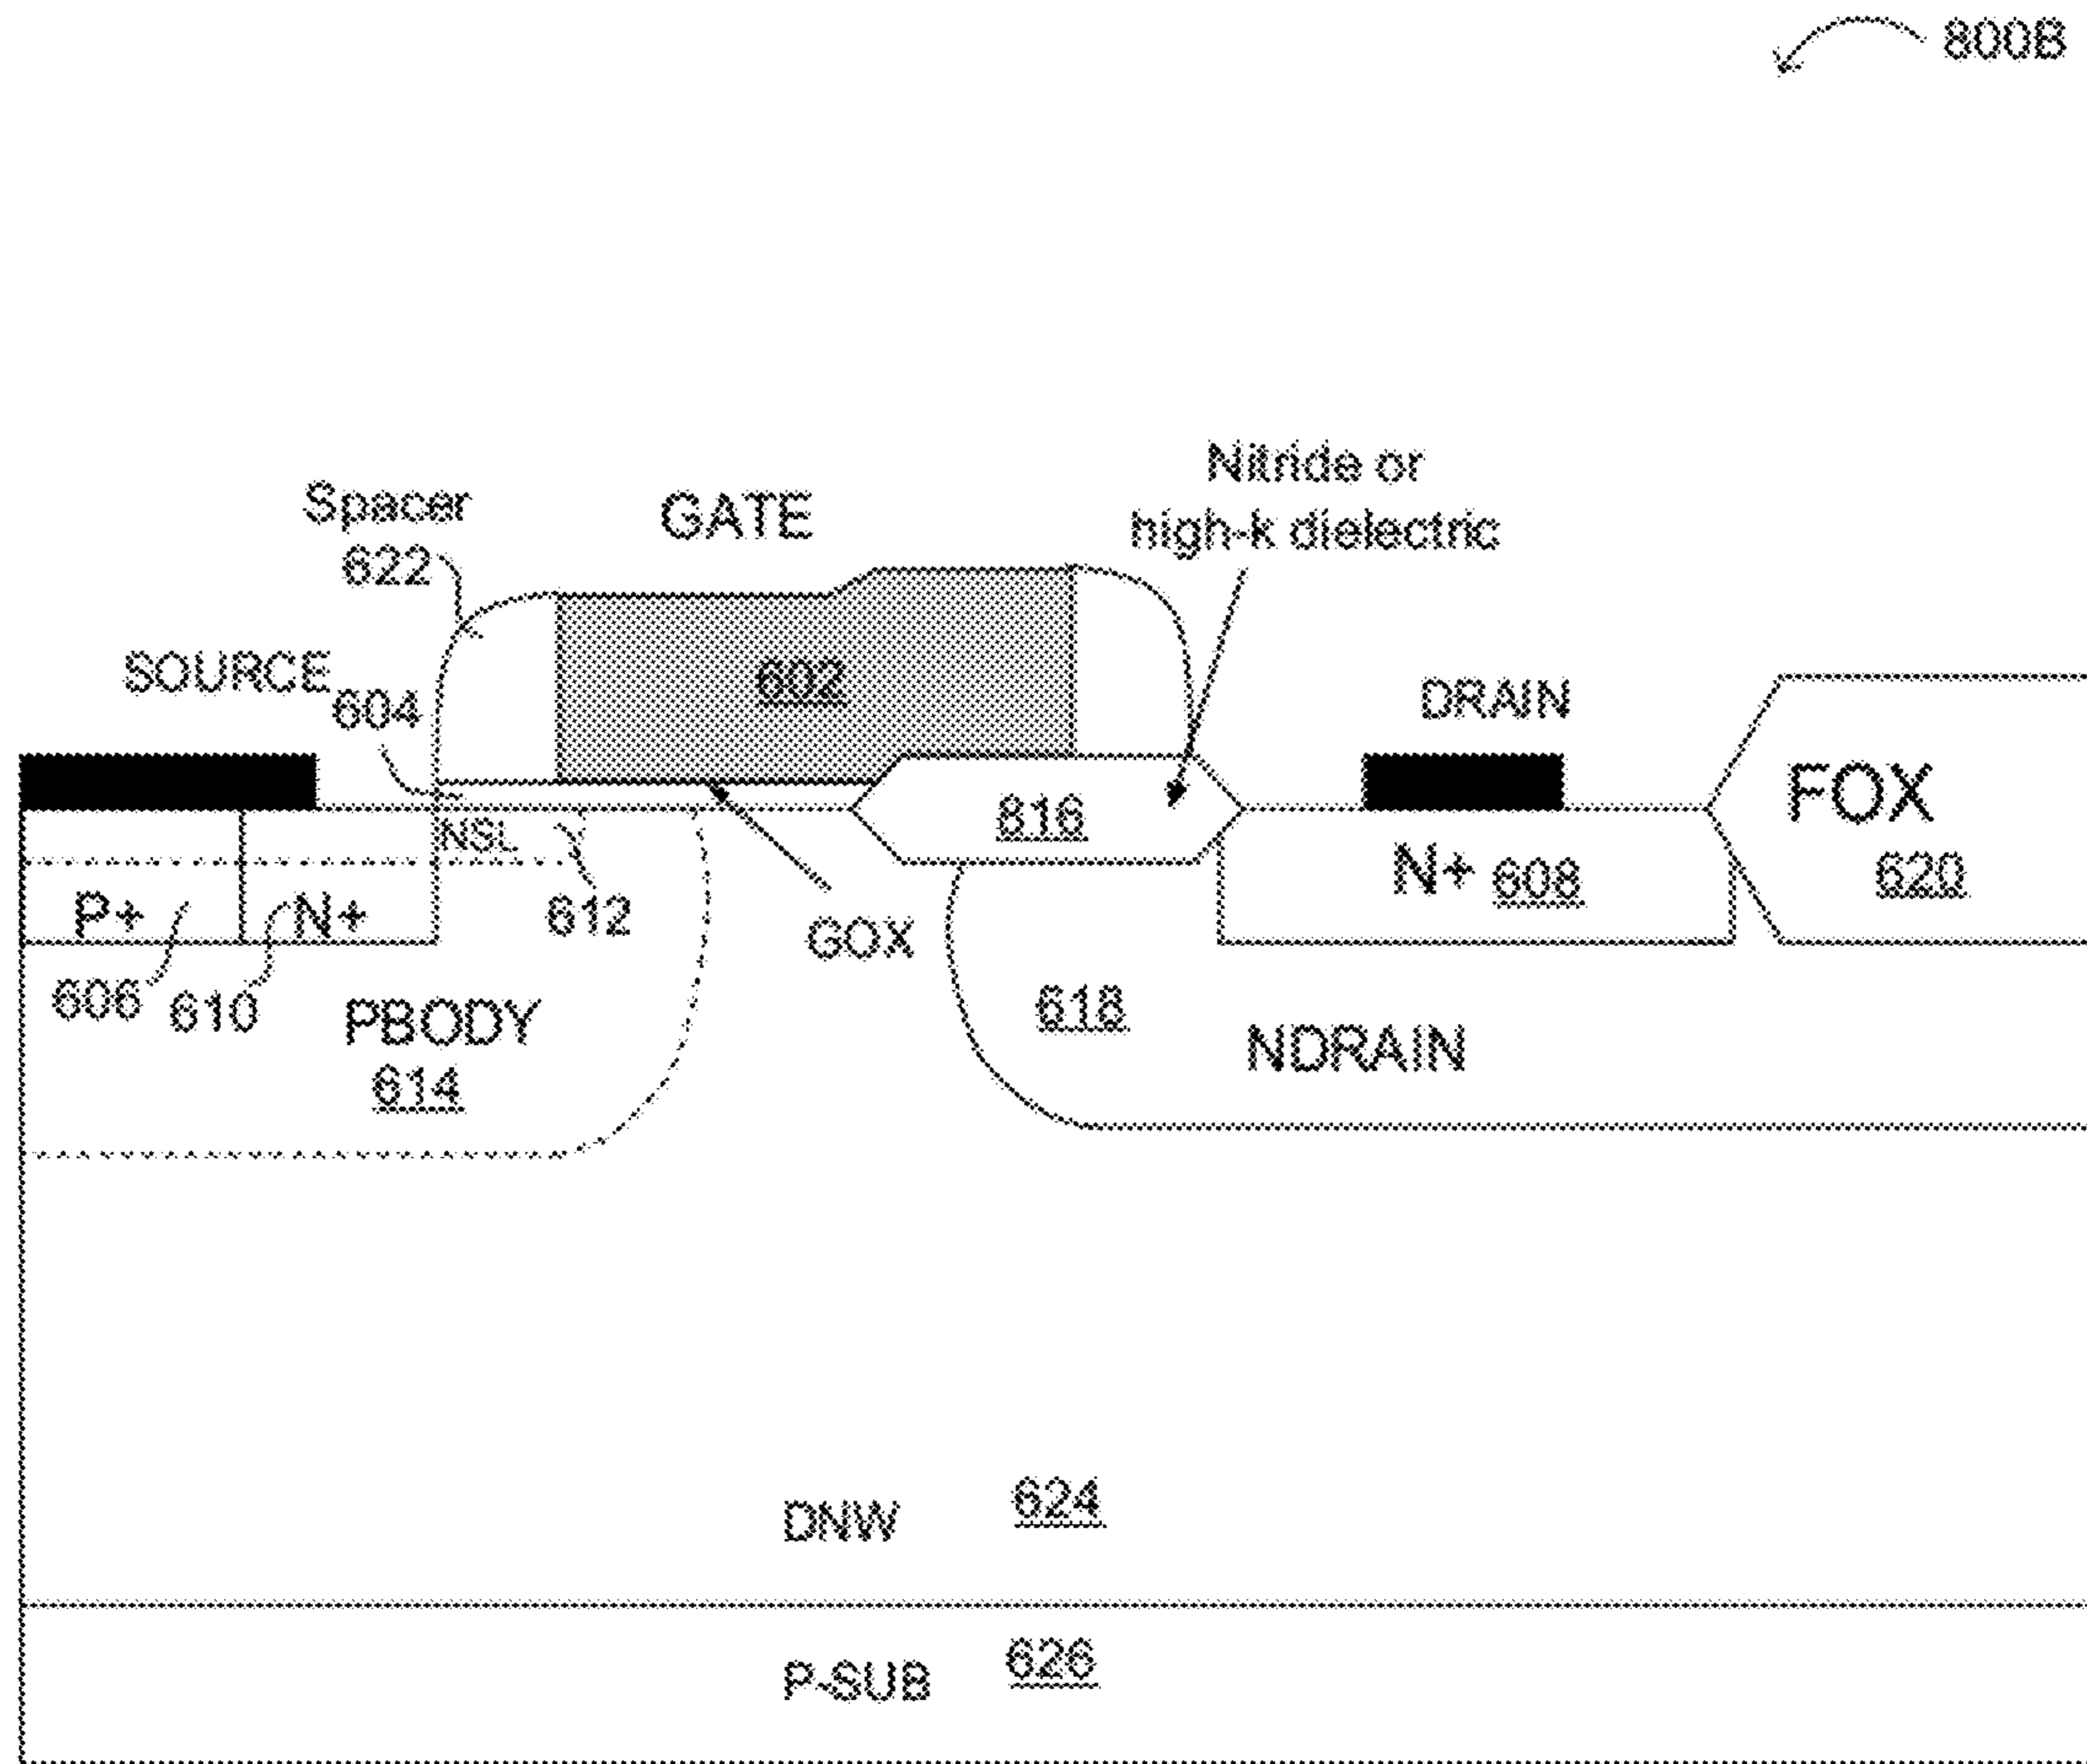 800B
Nitride or
high-k dielectric
Spacer
622
GATE
SOURCE
604
602
DRAIN
FOX
620
816
NSL
N+ 608
P+
N+
612
GOX
606
610
PBODY
614
618
NDRAIN
DNW
624
P-SUB
626